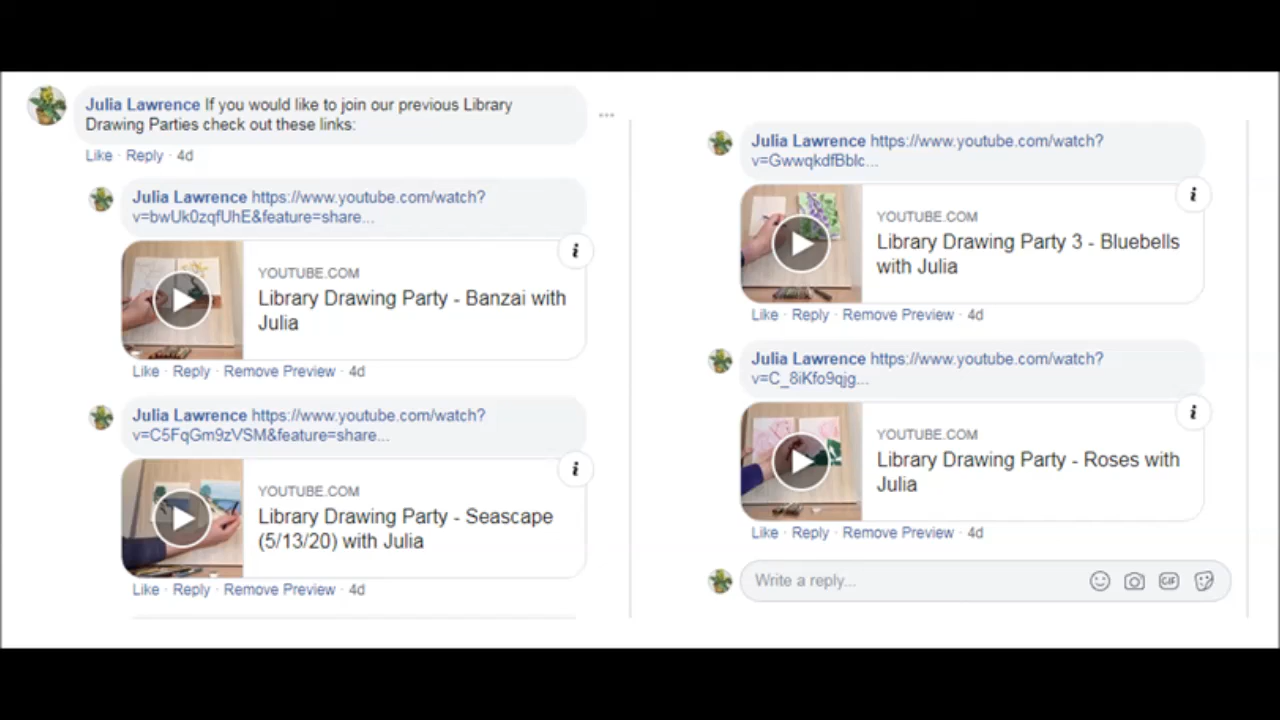 Julia Lawrence If you would like to join our previous Library
Drawing Parties check out these links:
Like · Reply · 4d
Julia Lawrence https://www.youtube.com/watch?
v=bwUk0zqfUhE&feature=share...
YOUTUBE.COM
Library Drawing Party - Banzai with
Julia
Like · Reply · Remove Preview · 4d
Julia Lawrence https://www.youtube.com/watch?
v=C5FqGm9zVSM&feature=share...
YOUTUBE.COM
Library Drawing Party - Seascape
(5/13/20) with Julia
Like · Reply · Remove Preview · 4d
Julia Lawrence https://www.youtube.com/watch?
v=GwwqkdfBblc...
YOUTUBE.COM
Library Drawing Party 3 - Bluebells
with Julia
Like · Reply · Remove Preview · 4d
Julia Lawrence https://www.youtube.com/watch?
v=C_8iKfo9qjg...
YOUTUBE.COM
Library Drawing Party - Roses with
Julia
Like · Reply · Remove Preview · 4d
Write a reply...
GIF